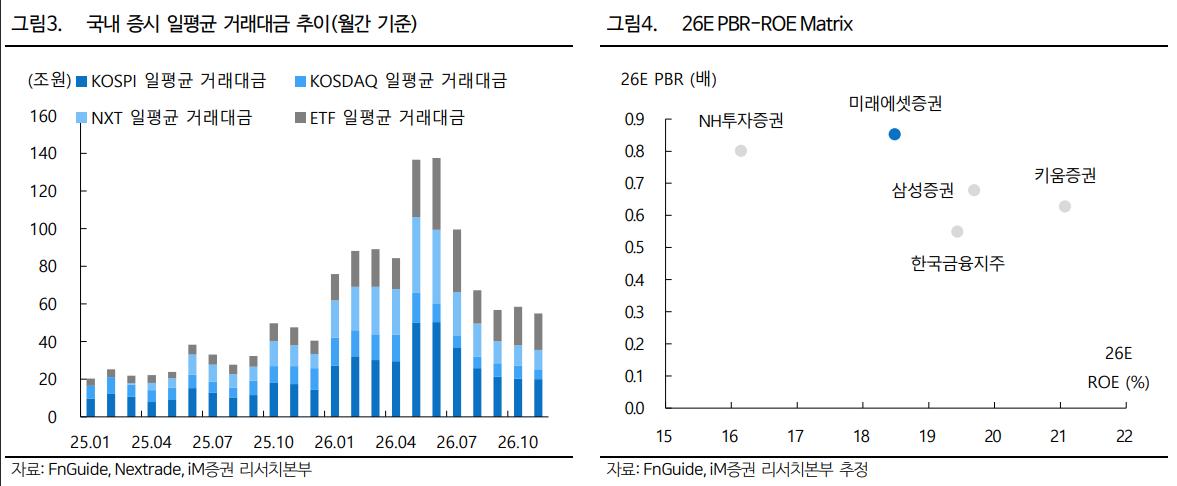 그림3. 국내 증시 일평균 거래대금 추이(월간 기준)
(조원) KOSPI 일평균 거래대금 KOSDAQ 일평균 거래대금
NXT 일평균 거래대금 ETF 일평균 거래대금
160
140
120
100
80
60
40
20
0
25.01 25.04 25.07 25.10 26.01 26.04 26.07 26.10
자료: FnGuide, Nextrade, iM증권 리서치본부
그림4. 26E PBR-ROE Matrix
26E PBR (배)
미래에셋증권
NH투자증권
키움증권
삼성증권
한국금융지주
0.9
0.8
0.7
0.6
0.5
0.4
0.3
0.2
0.1
0.0
26E
ROE (%)
15 16 17 18 19 20 21 22
자료: FnGuide, iM증권 리서치본부 추정